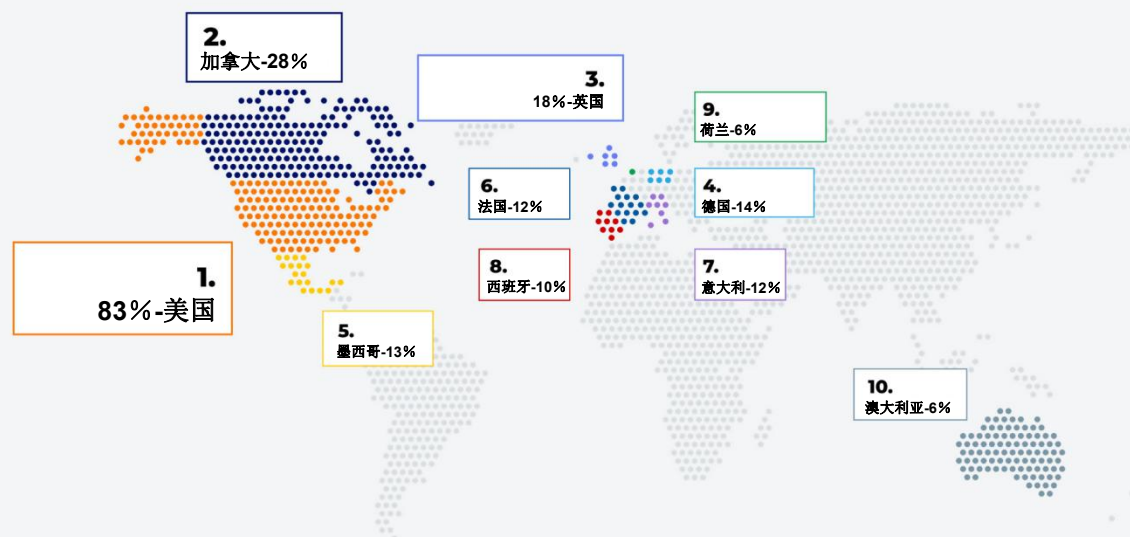 2.
加拿大-28%
3.
18%-英国
9.
荷兰-6%
6.
法国-12%
4.
德国-14%
1.
83%-美国
8.
西班牙-10%
7.
意大利-12%
5.
墨西哥-13%
10.
澳大利亚-6%